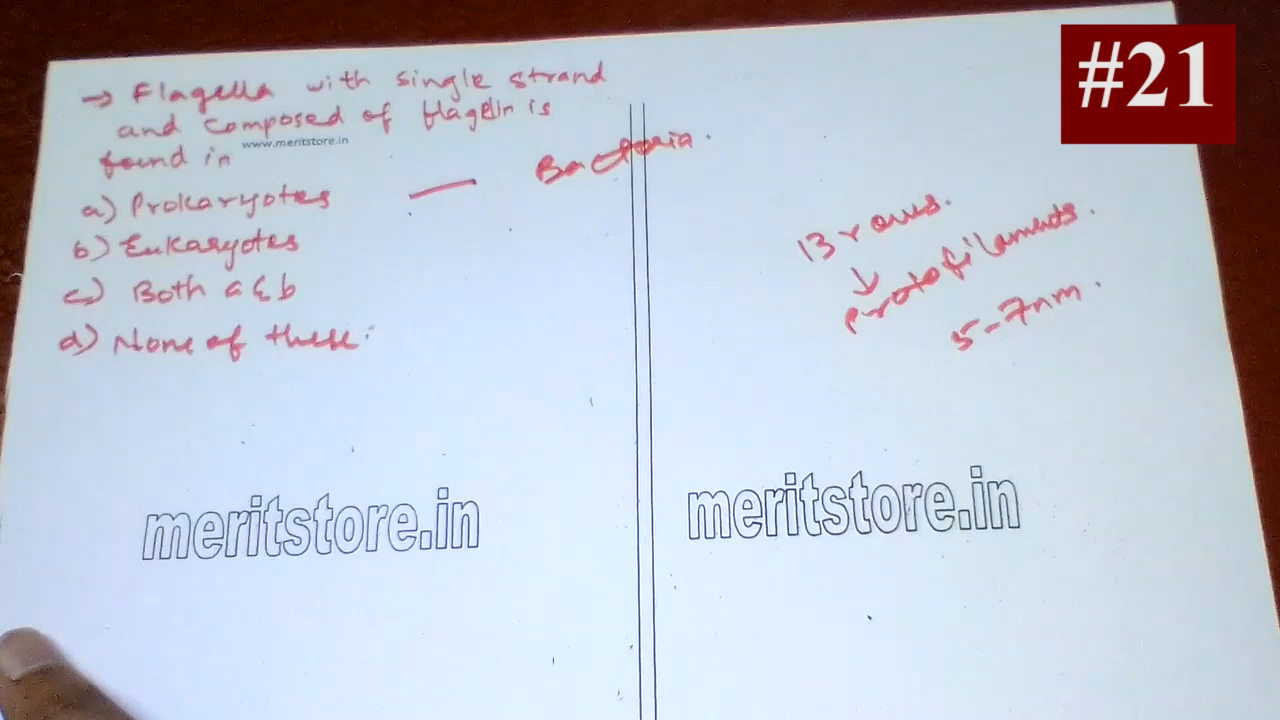 #21
→ Flagella with single strand
and composed of flagelin is
www.meritstore.in
found in
a) Prokaryotes — Bacteria.
b) Eukaryotes
c) Both a & b
d) None of these:
13 rows.
↓
Protofilaments.
5-7nm.
meritstore.in
meritstore.in